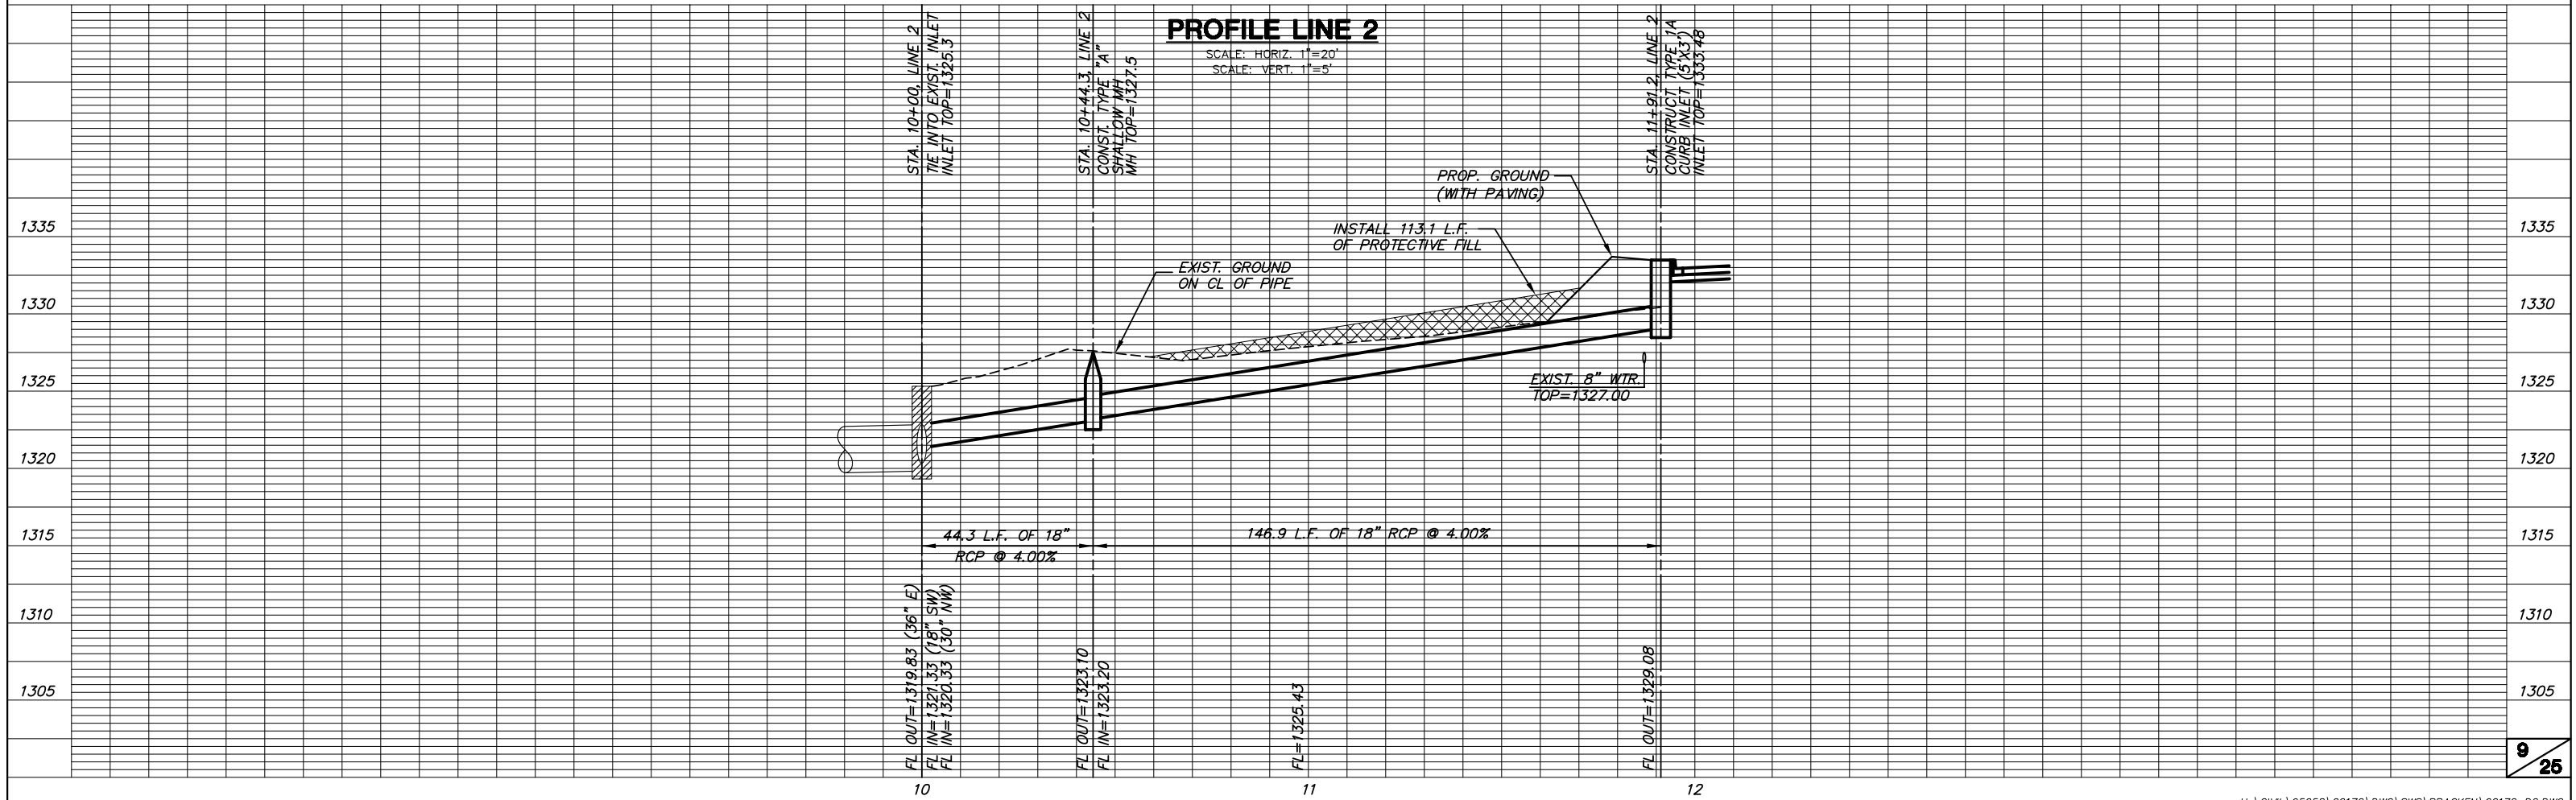 PROFILE LINE 2
SCALE: HORIZ. 1"=20'
SCALE: VERT. 1"=5'
STA. 10+00, LINE 2
TIE INTO EXIST. INLET
INLET TOP=1325.3
STA. 10+44.3, LINE 2
CONST. TYPE "A"
SHALLOW MH
MH TOP=1327.5
STA. 11+91.2, LINE 2
CONSTRUCT TYPE 1A
CURB INLET (5'X3')
INLET TOP=1333.48
PROP. GROUND
(WITH PAVING)
INSTALL 113.1 L.F.
OF PROTECTIVE FILL
EXIST. GROUND
ON CL OF PIPE
EXIST. 8" WTR.
TOP=1327.00
1335
1330
1325
1320
1315
1310
1305
1335
1330
1325
1320
1315
1310
1305
44.3 L.F. OF 18"
RCP @ 4.00%
146.9 L.F. OF 18" RCP @ 4.00%
FL OUT=1319.83 (36" E)
FL IN=1321.33 (18" SW)
FL IN=1320.33 (30" NW)
FL OUT=1323.10
FL IN=1323.20
FL=1325.43
FL OUT=1329.08
10
11
12
9
25